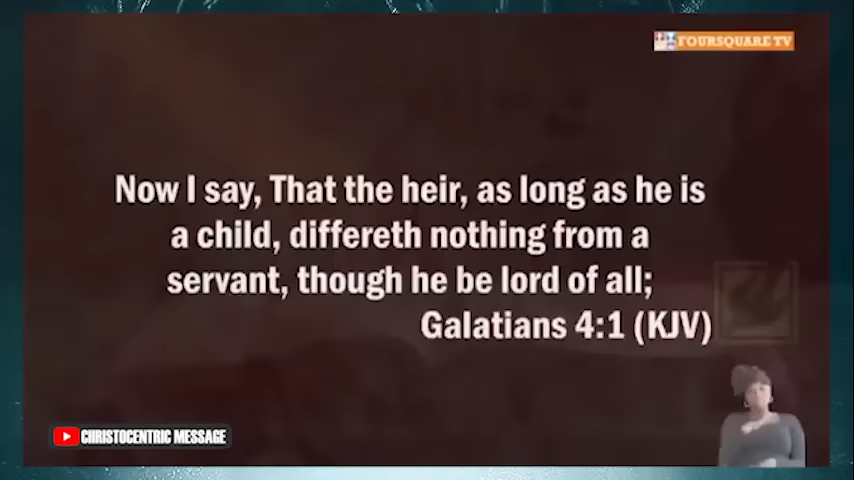 FOURSQUARE TV
Now I say, That the heir, as long as he is
a child, differeth nothing from a
servant, though he be lord of all;
Galatians 4:1 (KJV)
CHRISTOCENTRIC MESSAGE